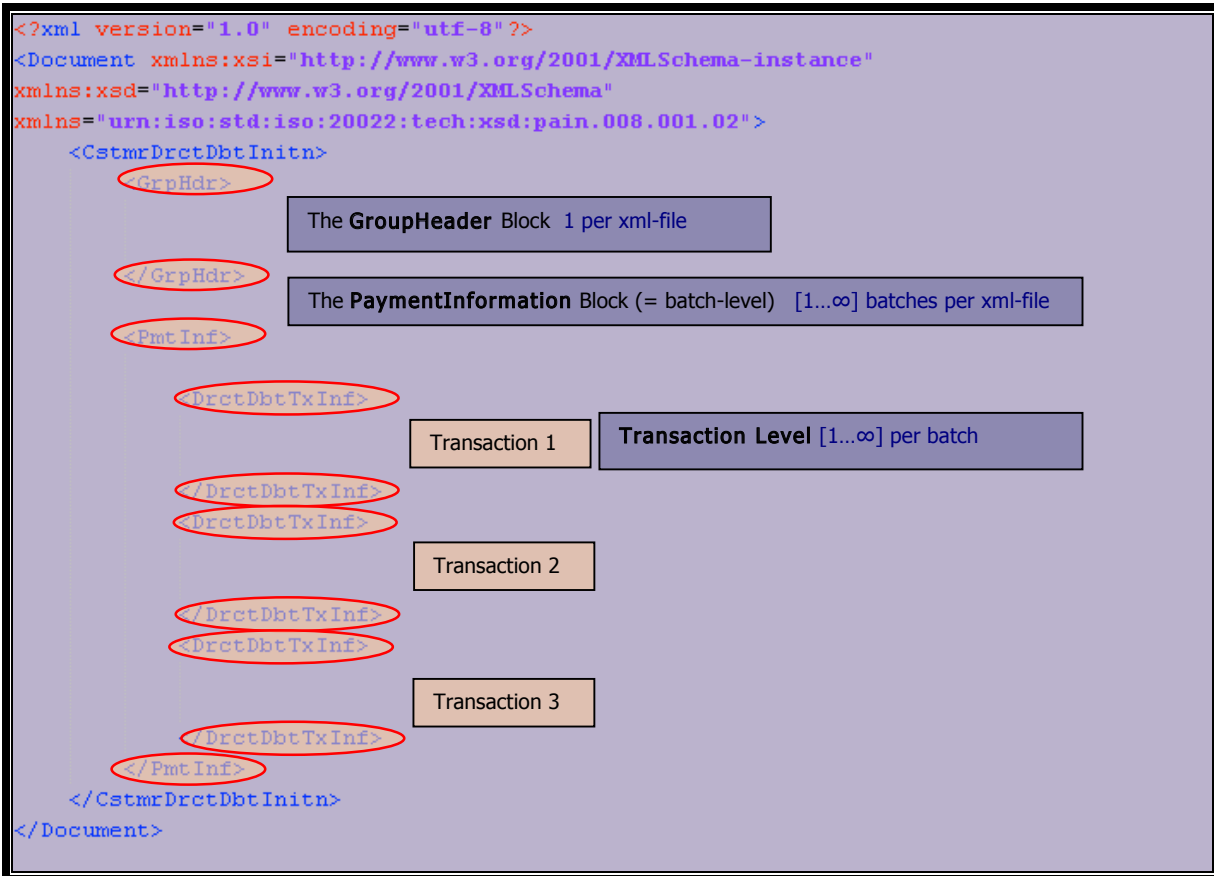 <?xml version="1.0" encoding="utf-8"?>
<Document xmlns:xsi="http://www.w3.org/2001/XMLSchema-instance"
xmlns:xsd="http://www.w3.org/2001/XMLSchema"
xmlns="urn:iso:std:iso:20022:tech:xsd:pain.008.001.02">
<CstmrDrctDbtInitn>
<GrpHdr>
The GroupHeader Block 1 per xml-file
</GrpHdr>
The PaymentInformation Block (= batch-level) [1…∞] batches per xml-file
<PmtInf>
<DrctDbtTxInf>
Transaction 1
Transaction Level [1…∞] per batch
</DrctDbtTxInf>
<DrctDbtTxInf>
Transaction 2
</DrctDbtTxInf>
<DrctDbtTxInf>
Transaction 3
</DrctDbtTxInf>
</PmtInf>
</CstmrDrctDbtInitn>
</Document>